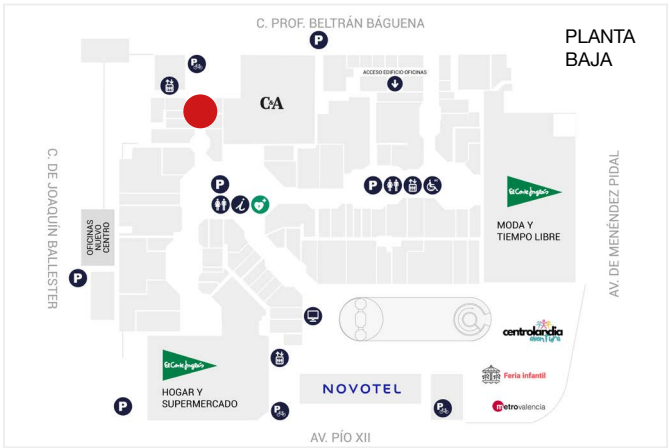 C. PROF. BELTRÁN BÁGUENA
PLANTA
BAJA
P
P
ACCESO EDIFICIO OFICINAS
C&A
C. DE JOAQUÍN BALLESTER
P
i
P
El Corte Inglés
MODA Y
TIEMPO LIBRE
AV. DE MENÉNDEZ PIDAL
OFICINAS
NUEVO
CENTRO
P
centrolandia
aventura
El Corte Inglés
HOGAR Y
SUPERMERCADO
Feria infantil
NOVOTEL
metrovalencia
P
P
P
AV. PÍO XII